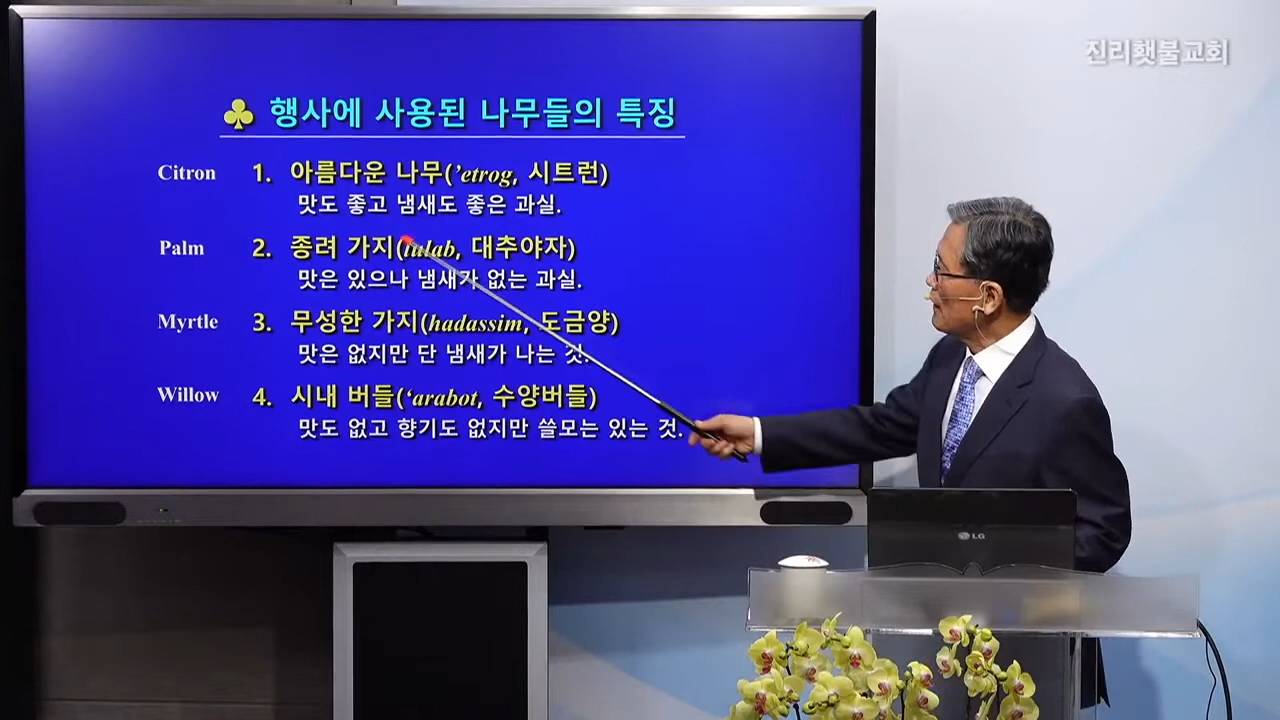 진리횃불교회
♣ 행사에 사용된 나무들의 특징
Citron 1. 아름다운 나무(’etrog, 시트런)
맛도 좋고 냄새도 좋은 과실.
Palm 2. 종려 가지(lulab, 대추야자)
맛은 있으나 냄새가 없는 과실.
Myrtle 3. 무성한 가지(hadassim, 도금양)
맛은 없지만 단 냄새가 나는 것.
Willow 4. 시내 버들(‘arabot, 수양버들)
맛도 없고 향기도 없지만 쓸모는 있는 것.
LG